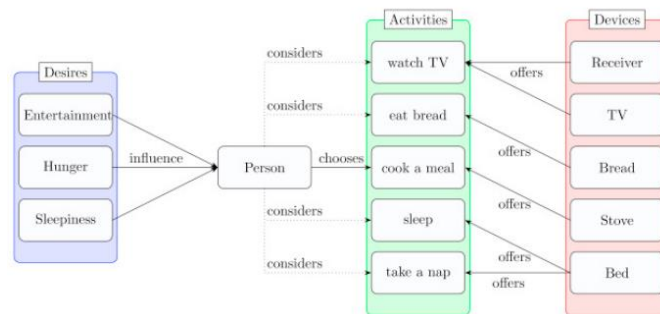 Activities
Devices
considers
watch TV
offers
Receiver
Desires
Entertainment
considers
eat bread
TV
offers
Hunger
influence
Person
chooses
cook a meal
Bread
offers
Sleepiness
considers
sleep
Stove
offers
considers
take a nap
offers
Bed